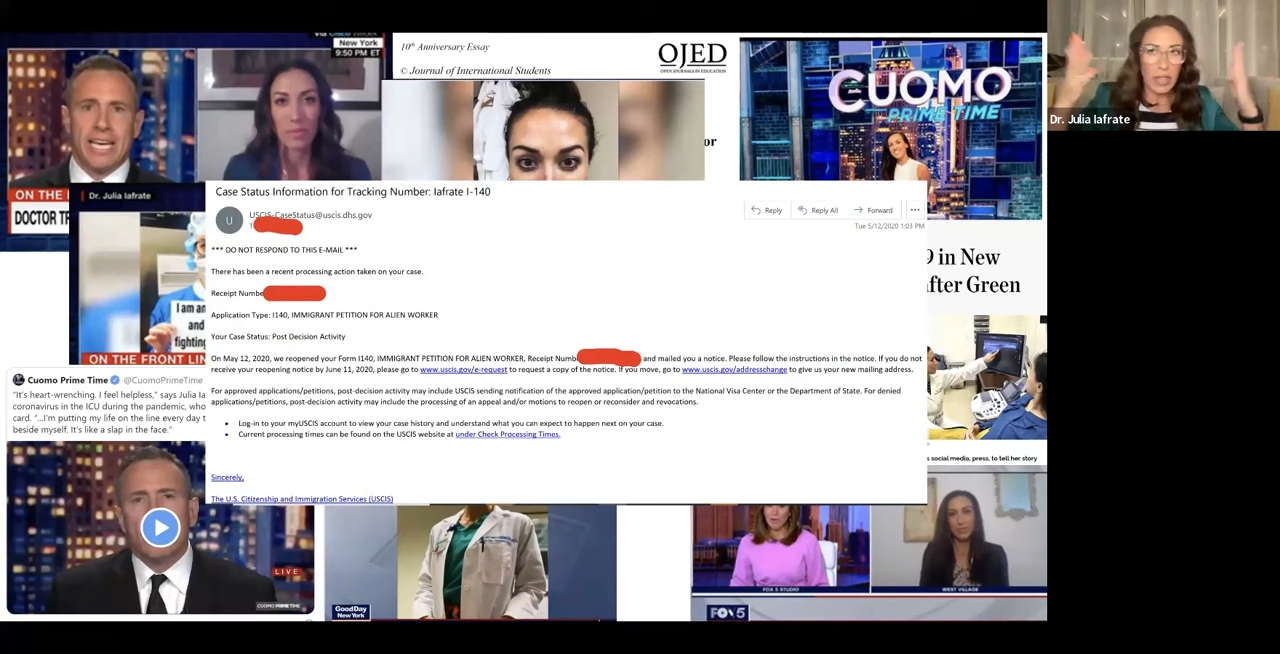 New York
9:50 PM ET
10th Anniversary Essay
© Journal of International Students
OJED
OPEN JOURNALS IN EDUCATION
or
CUOMO
PRIME TIME
Dr. Julia Iafrate
ON THE
Dr. Julia Iafrate
DOCTOR TR
Case Status Information for Tracking Number: Iafrate I-140
U
USCIS-CaseStatus@uscis.dhs.gov
Reply
Reply All
Forward
Tue 5/12/2020 1:03 PM
*** DO NOT RESPOND TO THIS E-MAIL ***
There has been a recent processing action taken on your case.
Receipt Numbe
Application Type: I140, IMMIGRANT PETITION FOR ALIEN WORKER
Your Case Status: Post Decision Activity
On May 12, 2020, we reopened your Form I140, IMMIGRANT PETITION FOR ALIEN WORKER, Receipt Numb and mailed you a notice. Please follow the instructions in the notice. If you do not
receive your reopening notice by June 11, 2020, please go to www.uscis.gov/e-request to request a copy of the notice. If you move, go to www.uscis.gov/addresschange to give us your new mailing address.
For approved applications/petitions, post-decision activity may include USCIS sending notification of the approved application/petition to the National Visa Center or the Department of State. For denied
applications/petitions, post-decision activity may include the processing of an appeal and/or motions to reopen or reconsider and revocations.
• Log-in to your myUSCIS account to view your case history and understand what you can expect to happen next on your case.
• Current processing times can be found on the USCIS website at under Check Processing Times.
Sincerely,
The U.S. Citizenship and Immigration Services (USCIS)
9 in New
fter Green
I am an
and
fighting
ON THE FRONT LIN
Cuomo Prime Time @CuomoPrimeTime
"It's heart-wrenching. I feel helpless," says Julia Ia
coronavirus in the ICU during the pandemic, who
card. "...I'm putting my life on the line every day t
beside myself. It's like a slap in the face."
s social media, press, to tell her story
LIVE
CUOMO PRIME TIME
GoodDay
New York
FOX 5 STUDIO
WEST VILLAGE
FOX 5